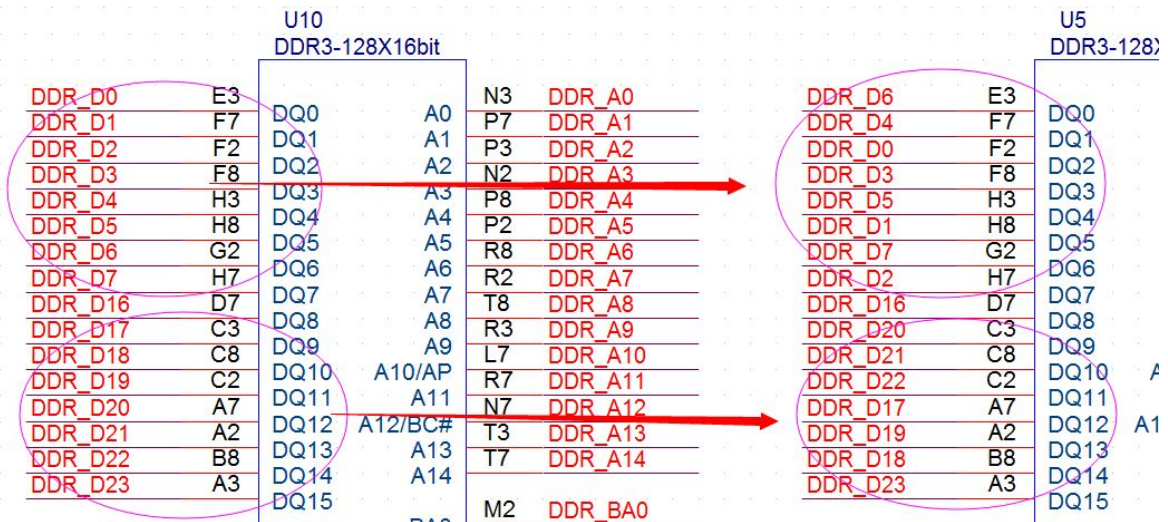 U10
DDR3-128X16bit
U5
DDR3-128X
DDR_D0 E3 DQ0 A0 N3 DDR_A0 DDR_D6 E3 DQ0
DDR_D1 F7 DQ1 A1 P7 DDR_A1 DDR_D4 F7 DQ1
DDR_D2 F2 DQ2 A2 P3 DDR_A2 DDR_D0 F2 DQ2
DDR_D3 F8 DQ3 A3 N2 DDR_A3 DDR_D3 F8 DQ3
DDR_D4 H3 DQ4 A4 P8 DDR_A4 DDR_D5 H3 DQ4
DDR_D5 H8 DQ5 A5 P2 DDR_A5 DDR_D1 H8 DQ5
DDR_D6 G2 DQ6 A6 R8 DDR_A6 DDR_D7 G2 DQ6
DDR_D7 H7 DQ7 A7 R2 DDR_A7 DDR_D2 H7 DQ7
DDR_D16 D7 DQ8 A8 T8 DDR_A8 DDR_D16 D7 DQ8
DDR_D17 C3 DQ9 A9 R3 DDR_A9 DDR_D20 C3 DQ9
DDR_D18 C8 DQ10 A10/AP L7 DDR_A10 DDR_D21 C8 DQ10
DDR_D19 C2 DQ11 A11 R7 DDR_A11 DDR_D22 C2 DQ11
DDR_D20 A7 DQ12 A12/BC# N7 DDR_A12 DDR_D17 A7 DQ12
DDR_D21 A2 DQ13 A13 T3 DDR_A13 DDR_D19 A2 DQ13
DDR_D22 B8 DQ14 A14 T7 DDR_A14 DDR_D18 B8 DQ14
DDR_D23 A3 DQ15 DDR_D23 A3 DQ15
M2 DDR_BA0